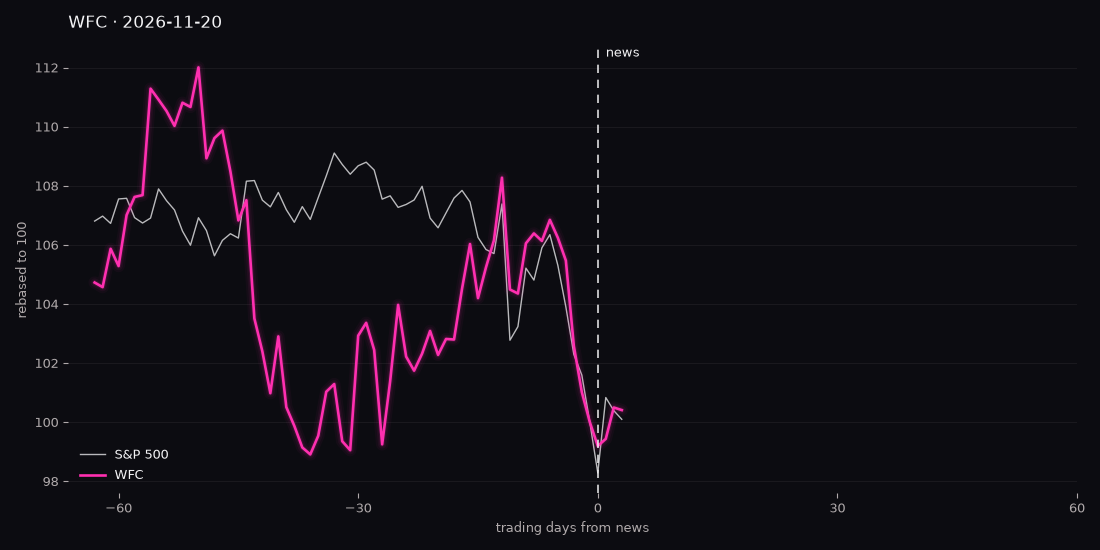 WFC · 2026-11-20
news
112
110
108
106
104
102
100
98
rebased to 100
S&P 500
WFC
−60
−30
0
30
60
trading days from news